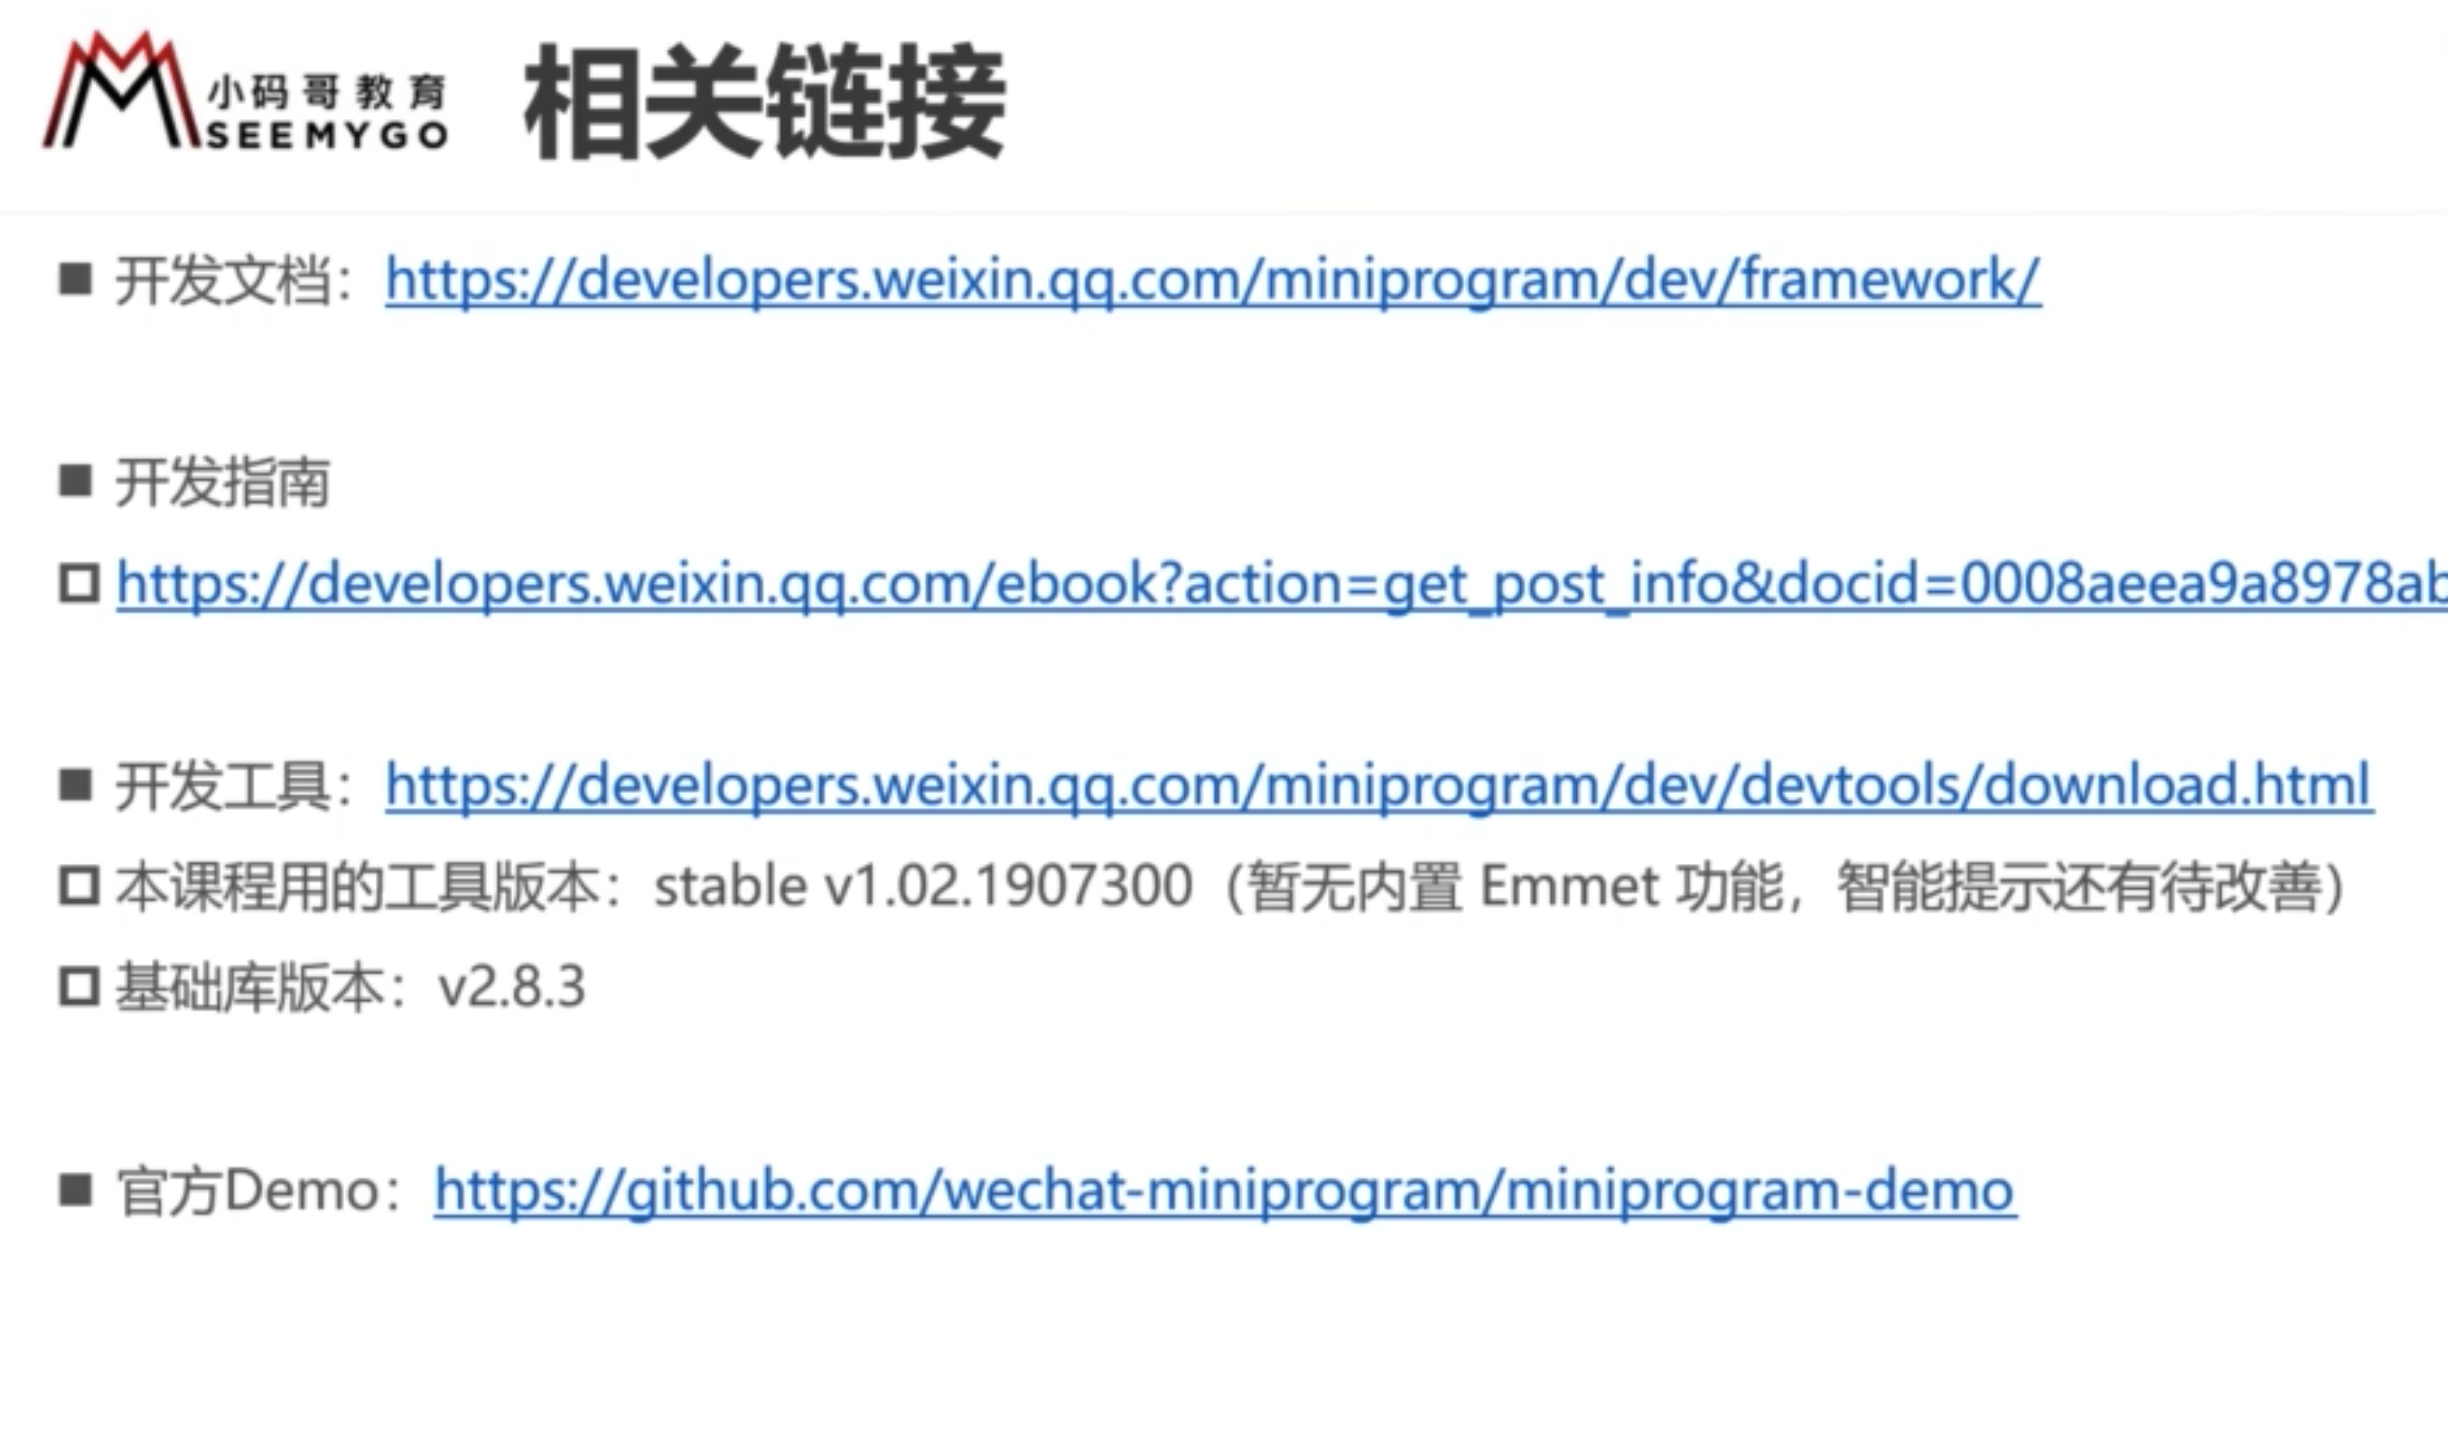 小码哥教育
SEEMYGO
相关链接
■ 开发文档：https://developers.weixin.qq.com/miniprogram/dev/framework/
■ 开发指南
https://developers.weixin.qq.com/ebook?action=get_post_info&docid=0008aeea9a8978ab
■ 开发工具：https://developers.weixin.qq.com/miniprogram/dev/devtools/download.html
本课程用的工具版本：stable v1.02.1907300（暂无内置 Emmet 功能，智能提示还有待改善）
基础库版本：v2.8.3
■ 官方Demo：https://github.com/wechat-miniprogram/miniprogram-demo